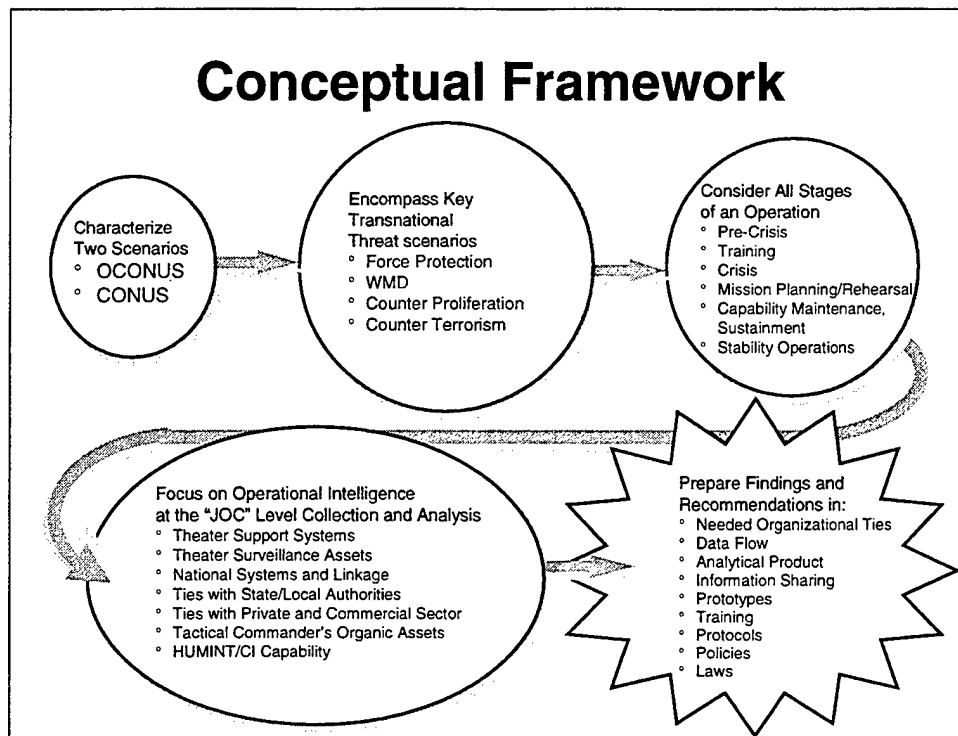 Conceptual Framework
Characterize
Two Scenarios
° OCONUS
° CONUS
Encompass Key
Transnational
Threat scenarios
° Force Protection
° WMD
° Counter Proliferation
° Counter Terrorism
Consider All Stages
of an Operation
° Pre-Crisis
° Training
° Crisis
° Mission Planning/Rehearsal
° Capability Maintenance,
Sustainment
° Stability Operations
Focus on Operational Intelligence
at the "JOC" Level Collection and Analysis
° Theater Support Systems
° Theater Surveillance Assets
° National Systems and Linkage
° Ties with State/Local Authorities
° Ties with Private and Commercial Sector
° Tactical Commander's Organic Assets
° HUMINT/CI Capability
Prepare Findings and
Recommendations in:
° Needed Organizational Ties
° Data Flow
° Analytical Product
° Information Sharing
° Prototypes
° Training
° Protocols
° Policies
° Laws